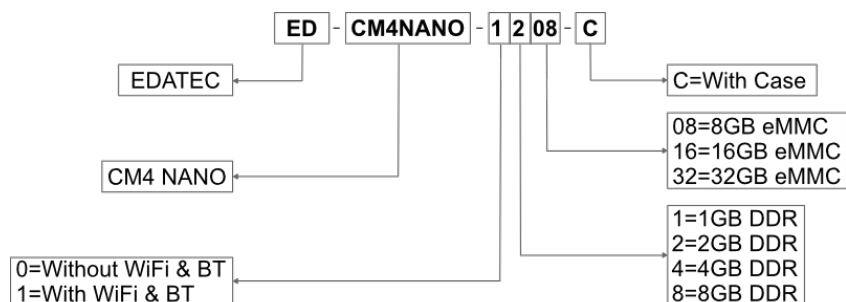 ED - CM4NANO - 1 2 08 - C
EDATEC
C=With Case
08=8GB eMMC
16=16GB eMMC
32=32GB eMMC
CM4 NANO
1=1GB DDR
2=2GB DDR
4=4GB DDR
8=8GB DDR
0=Without WiFi & BT
1=With WiFi & BT